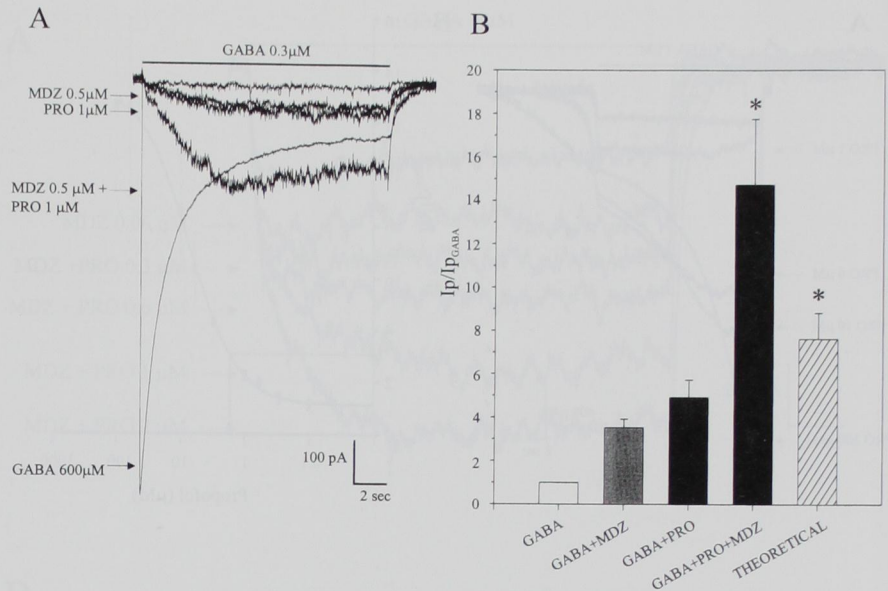 A
GABA 0.3μM
MDZ 0.5μM
PRO 1μM
MDZ 0.5 μM +
PRO 1 μM
GABA 600μM
100 pA
2 sec
B
Ip/Ip GABA
20
18
16
14
12
10
8
6
4
2
0
*
*
GABA
GABA+MDZ
GABA+PRO
GABA+PRO+MDZ
THEORETICAL